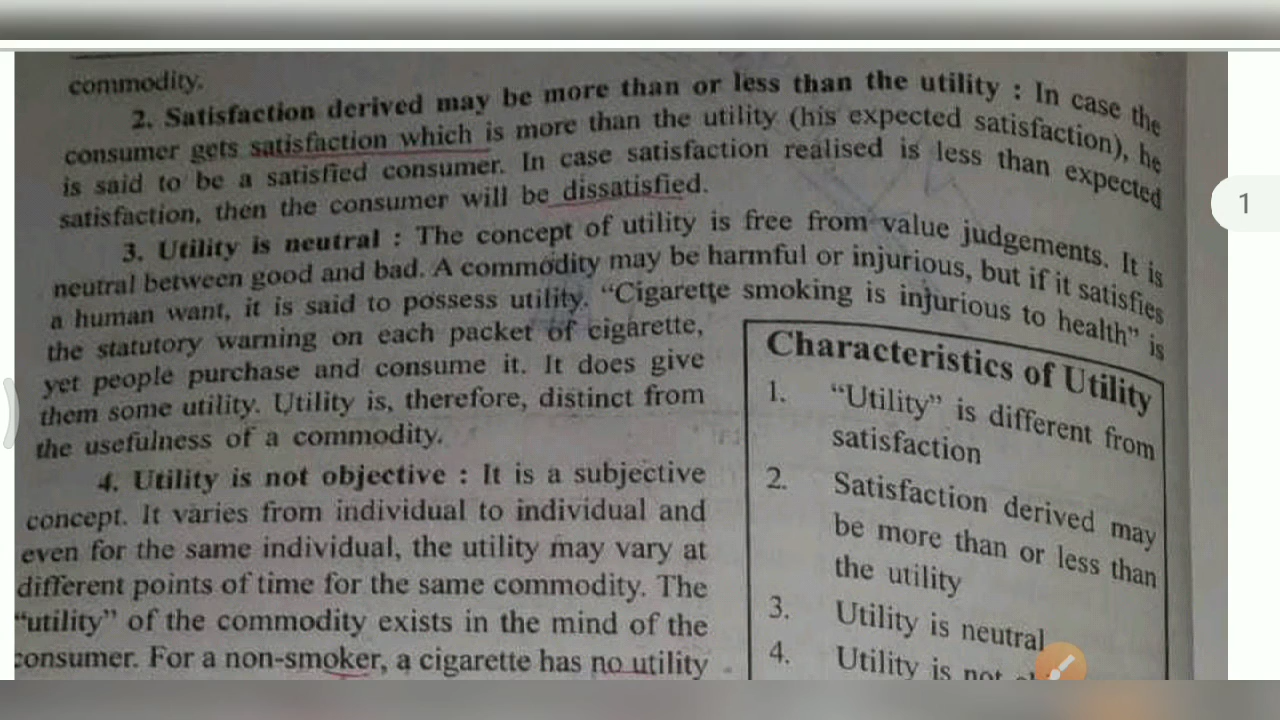 commodity.
2. Satisfaction derived may be more than or less than the utility : In case the
consumer gets satisfaction which is more than the utility (his expected satisfaction), he
is said to be a satisfied consumer. In case satisfaction realised is less than expected
satisfaction, then the consumer will be dissatisfied.
3. Utility is neutral : The concept of utility is free from value judgements. It is
neutral between good and bad. A commodity may be harmful or injurious, but if it satisfies
a human want, it is said to possess utility. "Cigarette smoking is injurious to health" is
the statutory warning on each packet of cigarette,
yet people purchase and consume it. It does give
them some utility. Utility is, therefore, distinct from
the usefulness of a commodity.
4. Utility is not objective : It is a subjective
concept. It varies from individual to individual and
even for the same individual, the utility may vary at
different points of time for the same commodity. The
"utility" of the commodity exists in the mind of the
consumer. For a non-smoker, a cigarette has no utility
Characteristics of Utility
1. "Utility" is different from
satisfaction
2. Satisfaction derived may
be more than or less than
the utility
3. Utility is neutral
4. Utility is not
1